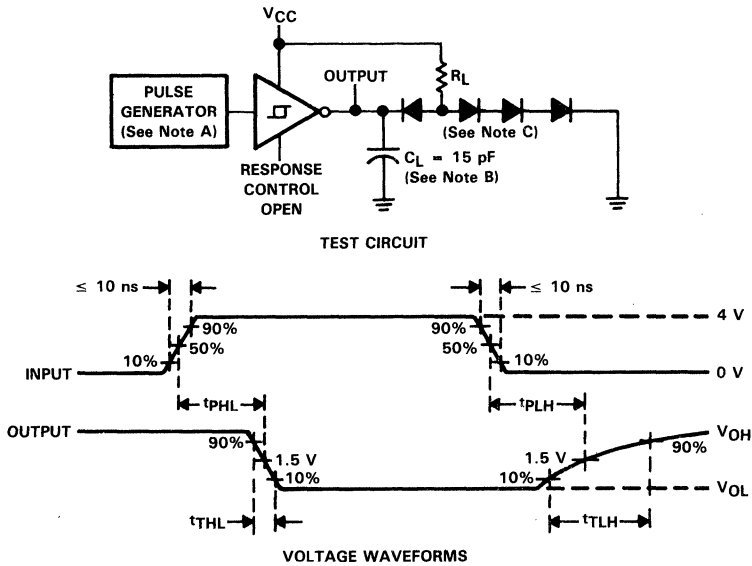 VCC
OUTPUT
RL
PULSE
GENERATOR
(See Note A)
(See Note C)
CL = 15 pF
(See Note B)
RESPONSE
CONTROL
OPEN
TEST CIRCUIT
≤ 10 ns
≤ 10 ns
4 V
90%
90%
50%
50%
10%
10%
INPUT
0 V
tPHL
tPLH
OUTPUT
VOH
90%
90%
1.5 V
1.5 V
10%
10%
VOL
tTHL
tTLH
VOLTAGE WAVEFORMS